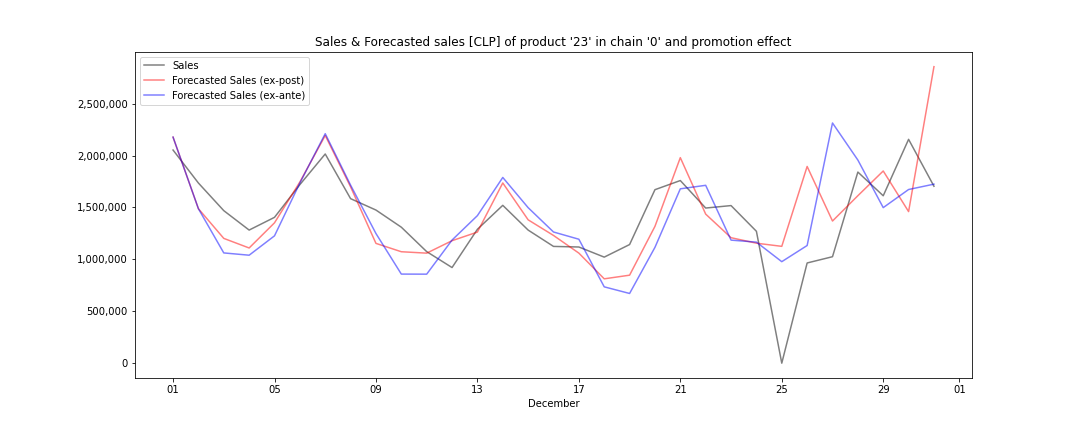 Sales & Forecasted sales [CLP] of product '23' in chain '0' and promotion effect
Sales
Forecasted Sales (ex-post)
Forecasted Sales (ex-ante)
2,500,000
2,000,000
1,500,000
1,000,000
500,000
0
01 05 09 13 17 21 25 29 01
December